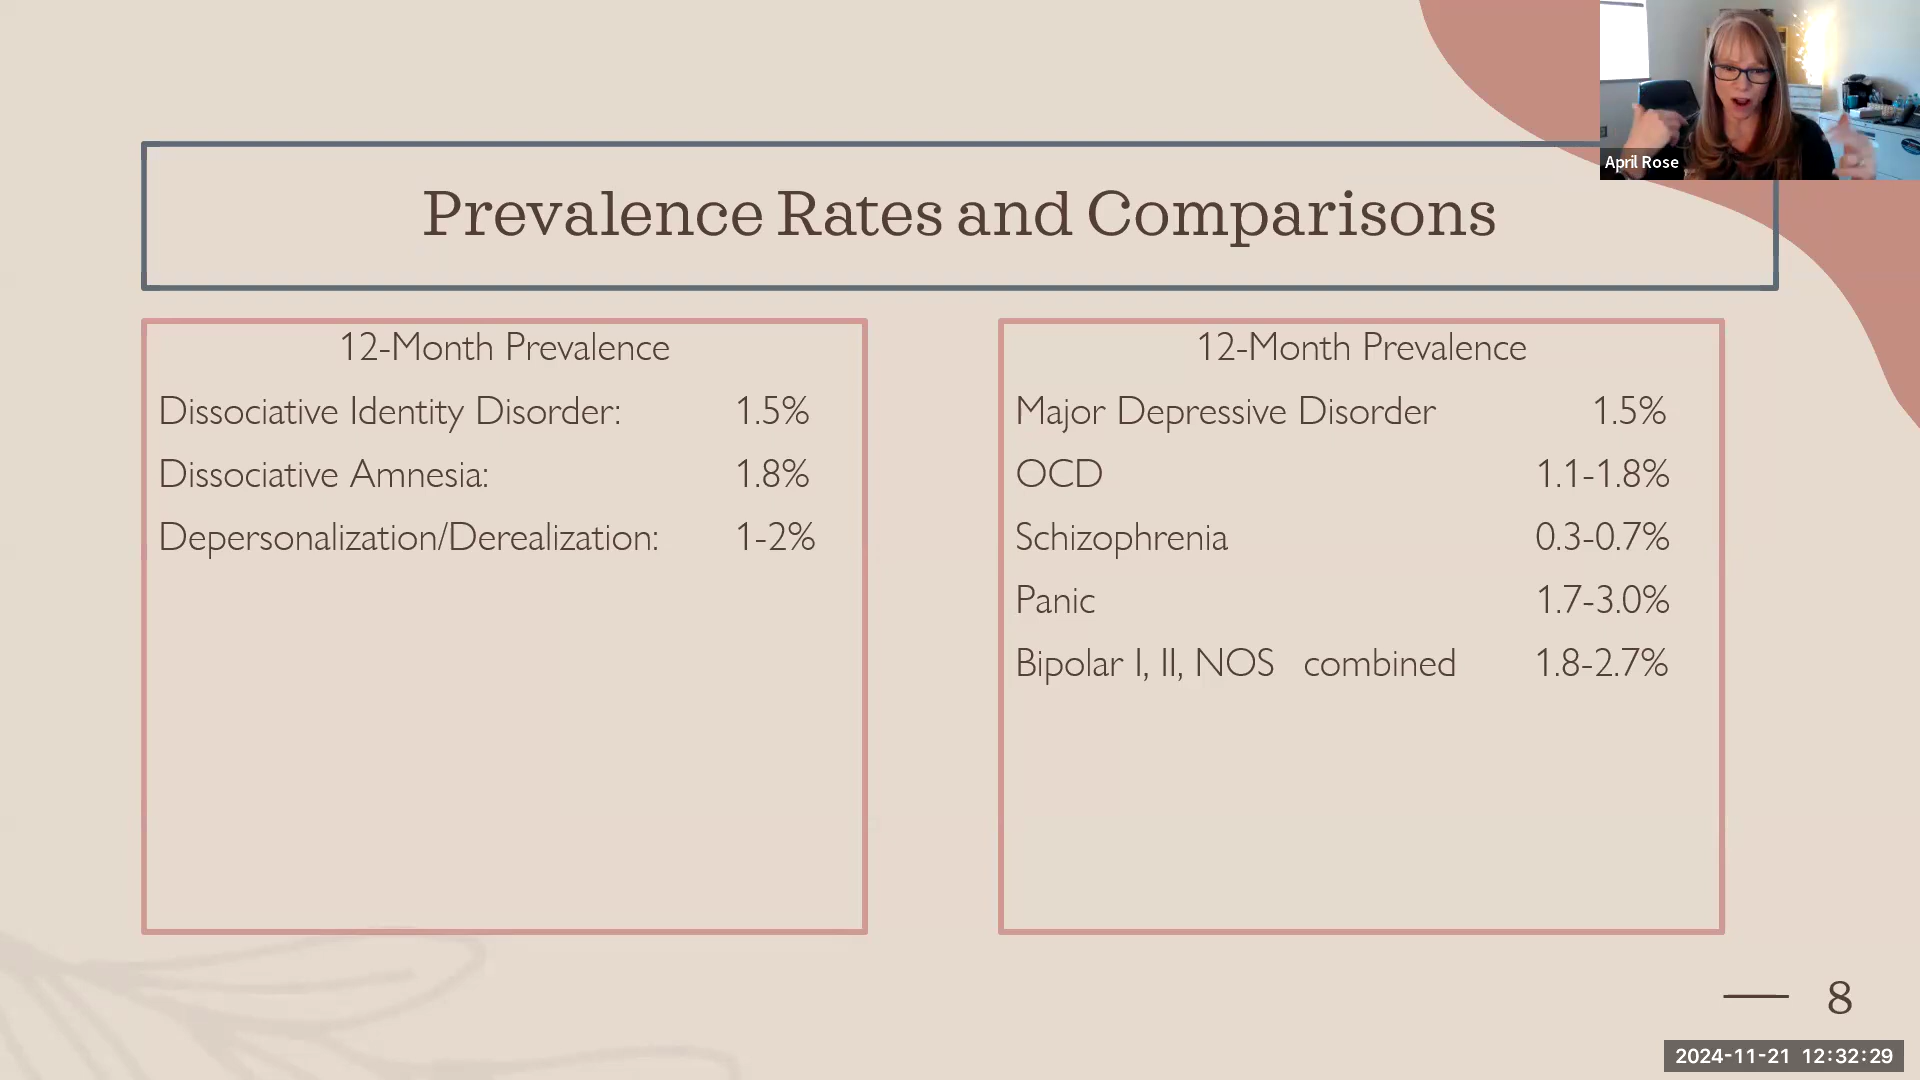 April Rose
Prevalence Rates and Comparisons
12-Month Prevalence
Dissociative Identity Disorder: 1.5%
Dissociative Amnesia: 1.8%
Depersonalization/Derealization: 1-2%
12-Month Prevalence
Major Depressive Disorder 1.5%
OCD 1.1-1.8%
Schizophrenia 0.3-0.7%
Panic 1.7-3.0%
Bipolar I, II, NOS combined 1.8-2.7%
8
2024-11-21 12:32:29